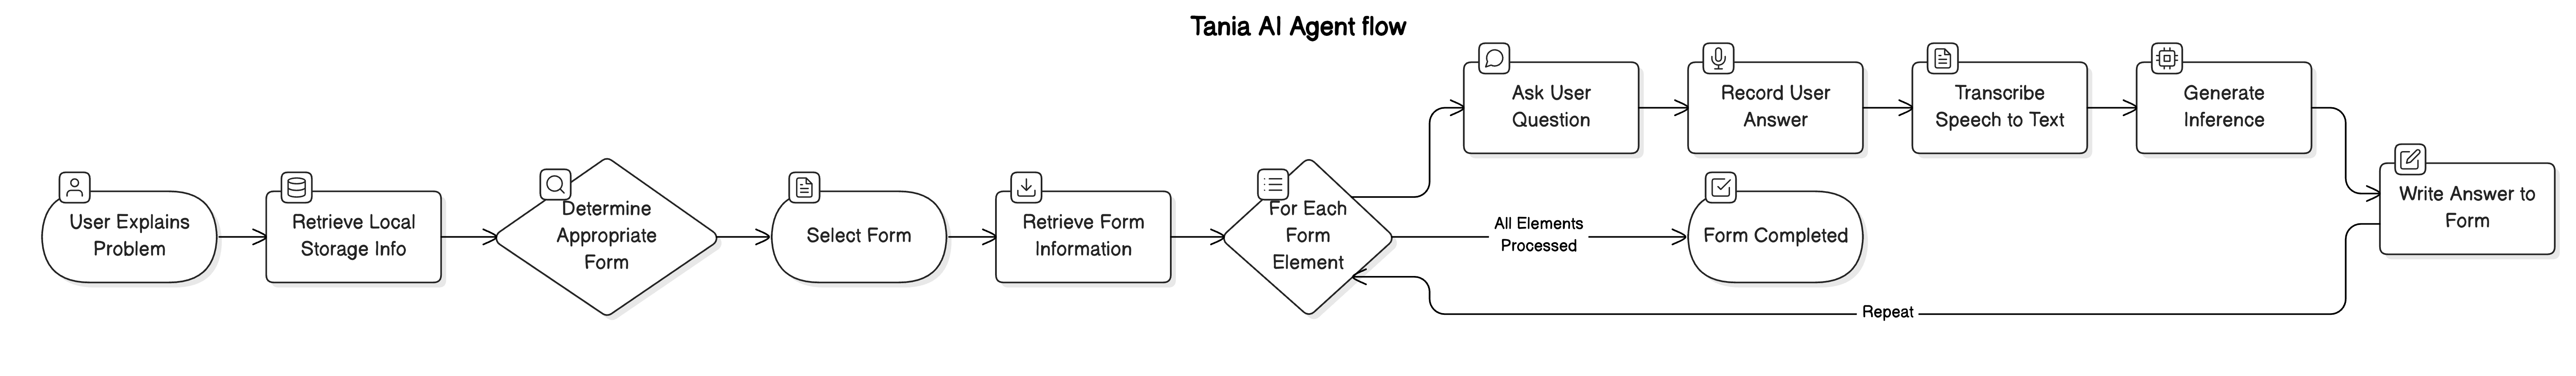 Tania AI Agent flow
User Explains
Problem
Retrieve Local
Storage Info
Determine
Appropriate
Form
Select Form
Retrieve Form
Information
For Each
Form
Element
Ask User
Question
Record User
Answer
Transcribe
Speech to Text
Generate
Inference
Write Answer to
Form
All Elements
Processed
Form Completed
Repeat